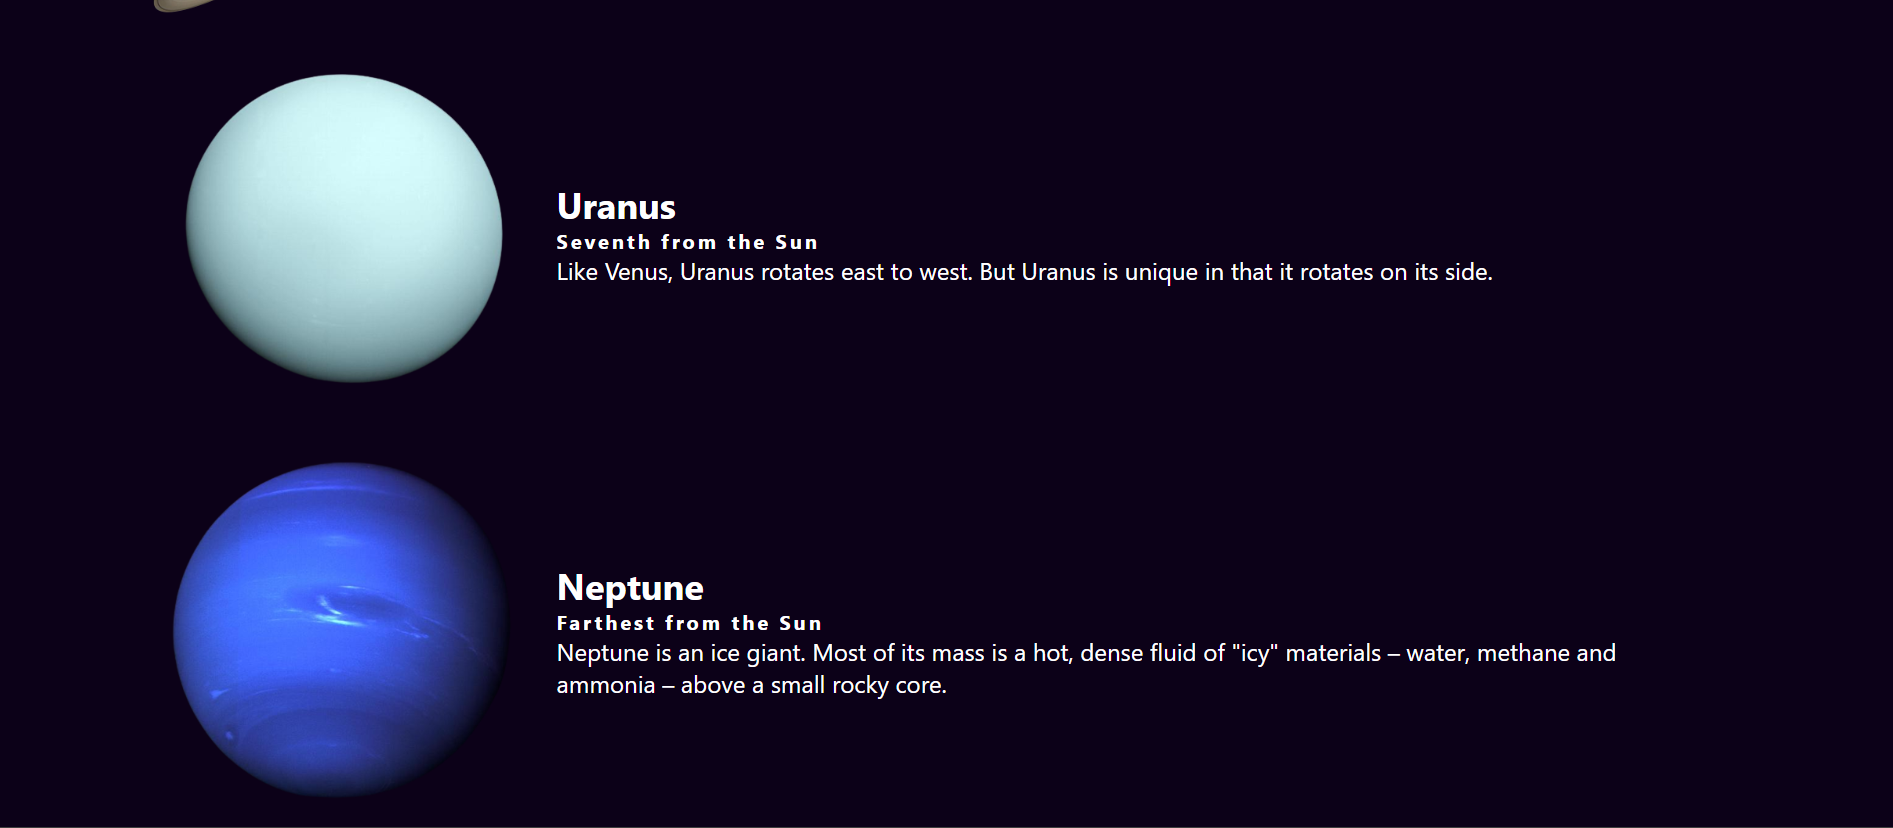 Uranus
Seventh from the Sun
Like Venus, Uranus rotates east to west. But Uranus is unique in that it rotates on its side.
Neptune
Farthest from the Sun
Neptune is an ice giant. Most of its mass is a hot, dense fluid of "icy" materials – water, methane and
ammonia – above a small rocky core.